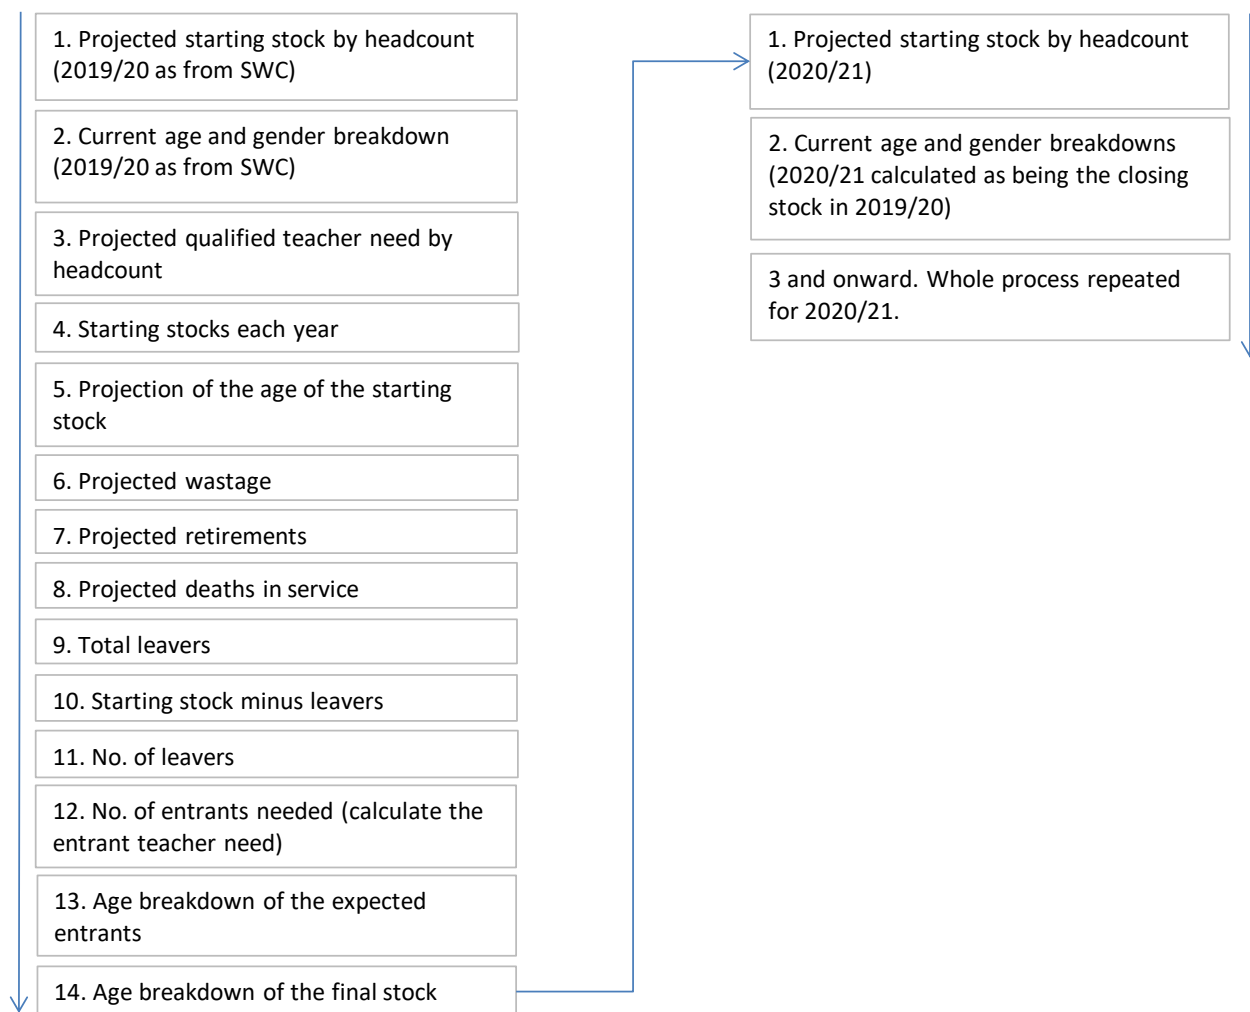 1. Projected starting stock by headcount
(2019/20 as from SWC)
2. Current age and gender breakdown
(2019/20 as from SWC)
3. Projected qualified teacher need by
headcount
4. Starting stocks each year
5. Projection of the age of the starting
stock
6. Projected wastage
7. Projected retirements
8. Projected deaths in service
9. Total leavers
10. Starting stock minus leavers
11. No. of leavers
12. No. of entrants needed (calculate the
entrant teacher need)
13. Age breakdown of the expected
entrants
14. Age breakdown of the final stock
1. Projected starting stock by headcount
(2020/21)
2. Current age and gender breakdowns
(2020/21 calculated as being the closing
stock in 2019/20)
3 and onward. Whole process repeated
for 2020/21.